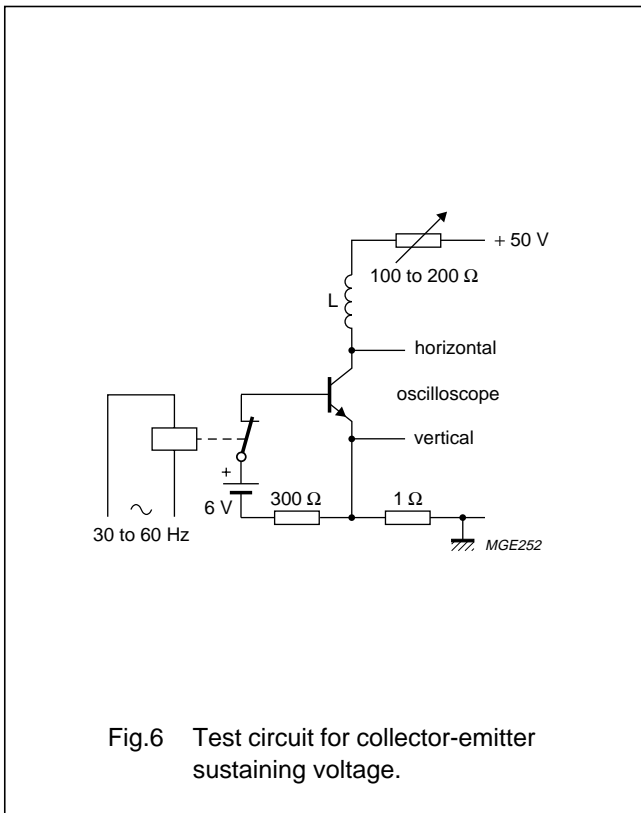 + 50 V
100 to 200 Ω
L
horizontal
oscilloscope
vertical
+
6 V
300 Ω
1 Ω
30 to 60 Hz
MGE252
Fig.6 Test circuit for collector-emitter
sustaining voltage.